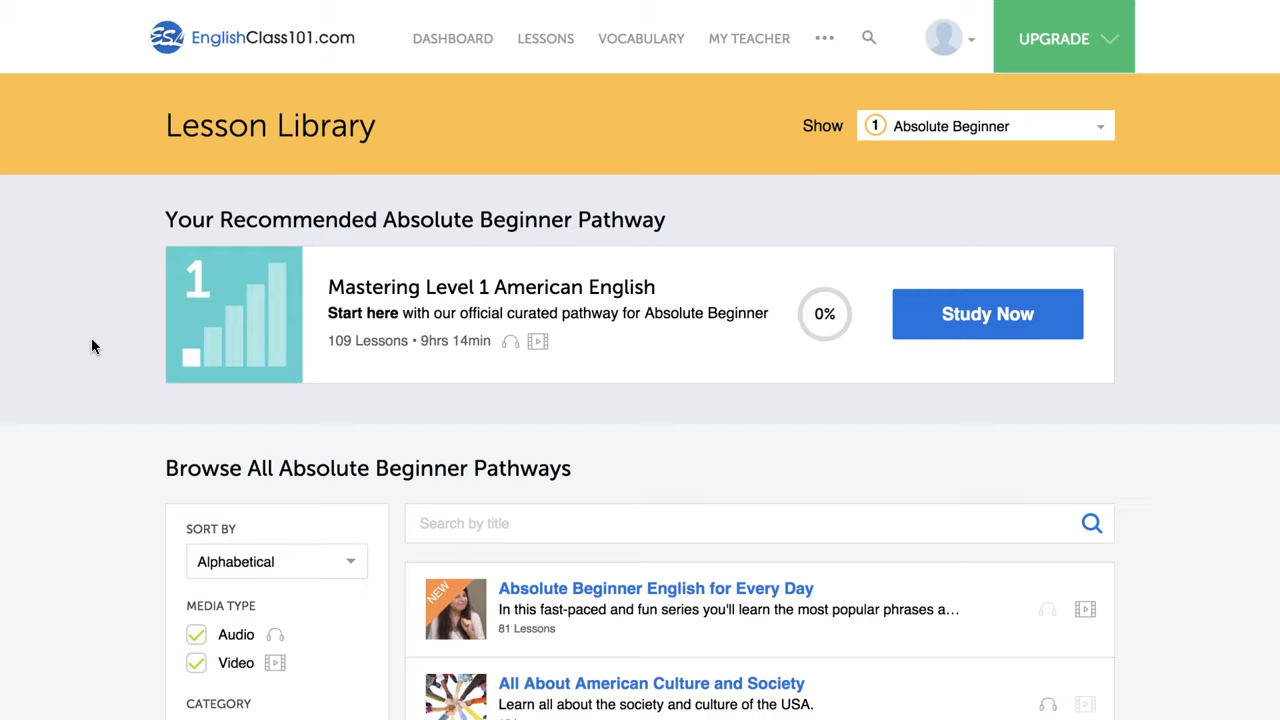 ESL EnglishClass101.com
DASHBOARD LESSONS VOCABULARY MY TEACHER ••• UPGRADE
Lesson Library
Show 1 Absolute Beginner
Your Recommended Absolute Beginner Pathway
1
Mastering Level 1 American English
Start here with our official curated pathway for Absolute Beginner
109 Lessons • 9hrs 14min
0%
Study Now
Browse All Absolute Beginner Pathways
SORT BY
Alphabetical
MEDIA TYPE
Audio
Video
CATEGORY
Search by title
NEW
Absolute Beginner English for Every Day
In this fast-paced and fun series you'll learn the most popular phrases a…
81 Lessons
All About American Culture and Society
Learn all about the society and culture of the USA.